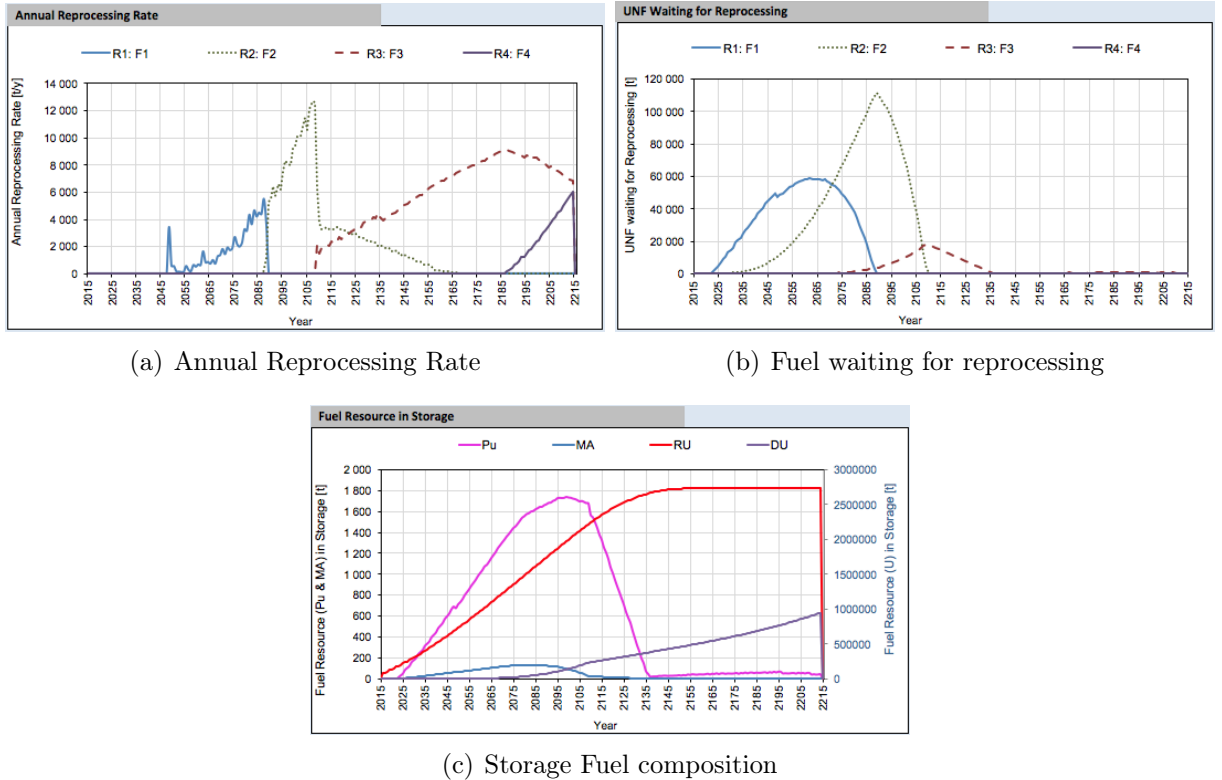 Annual Reprocessing Rate
R1: F1 R2: F2 R3: F3 R4: F4
14 000
12 000
10 000
8 000
6 000
4 000
2 000
0
Annual Reprocessing Rate [t/y]
2015 2025 2035 2045 2055 2065 2075 2085 2095 2105 2115 2125 2135 2145 2155 2165 2175 2185 2195 2205 2215
Year
(a) Annual Reprocessing Rate
UNF Waiting for Reprocessing
R1: F1 R2: F2 R3: F3 R4: F4
120 000
100 000
80 000
60 000
40 000
20 000
0
UNF waiting for Reprocessing [t]
2015 2025 2035 2045 2055 2065 2075 2085 2095 2105 2115 2125 2135 2145 2155 2165 2175 2185 2195 2205 2215
Year
(b) Fuel waiting for reprocessing
Fuel Resource in Storage
Pu MA RU DU
2 000
1 800
1 600
1 400
1 200
1 000
800
600
400
200
0
Fuel Resource (Pu & MA) in Storage [t]
3000000
2500000
2000000
1500000
1000000
500000
0
Fuel Resource (U) in Storage [t]
2015 2025 2035 2045 2055 2065 2075 2085 2095 2105 2115 2125 2135 2145 2155 2165 2175 2185 2195 2205 2215
Year
(c) Storage Fuel composition